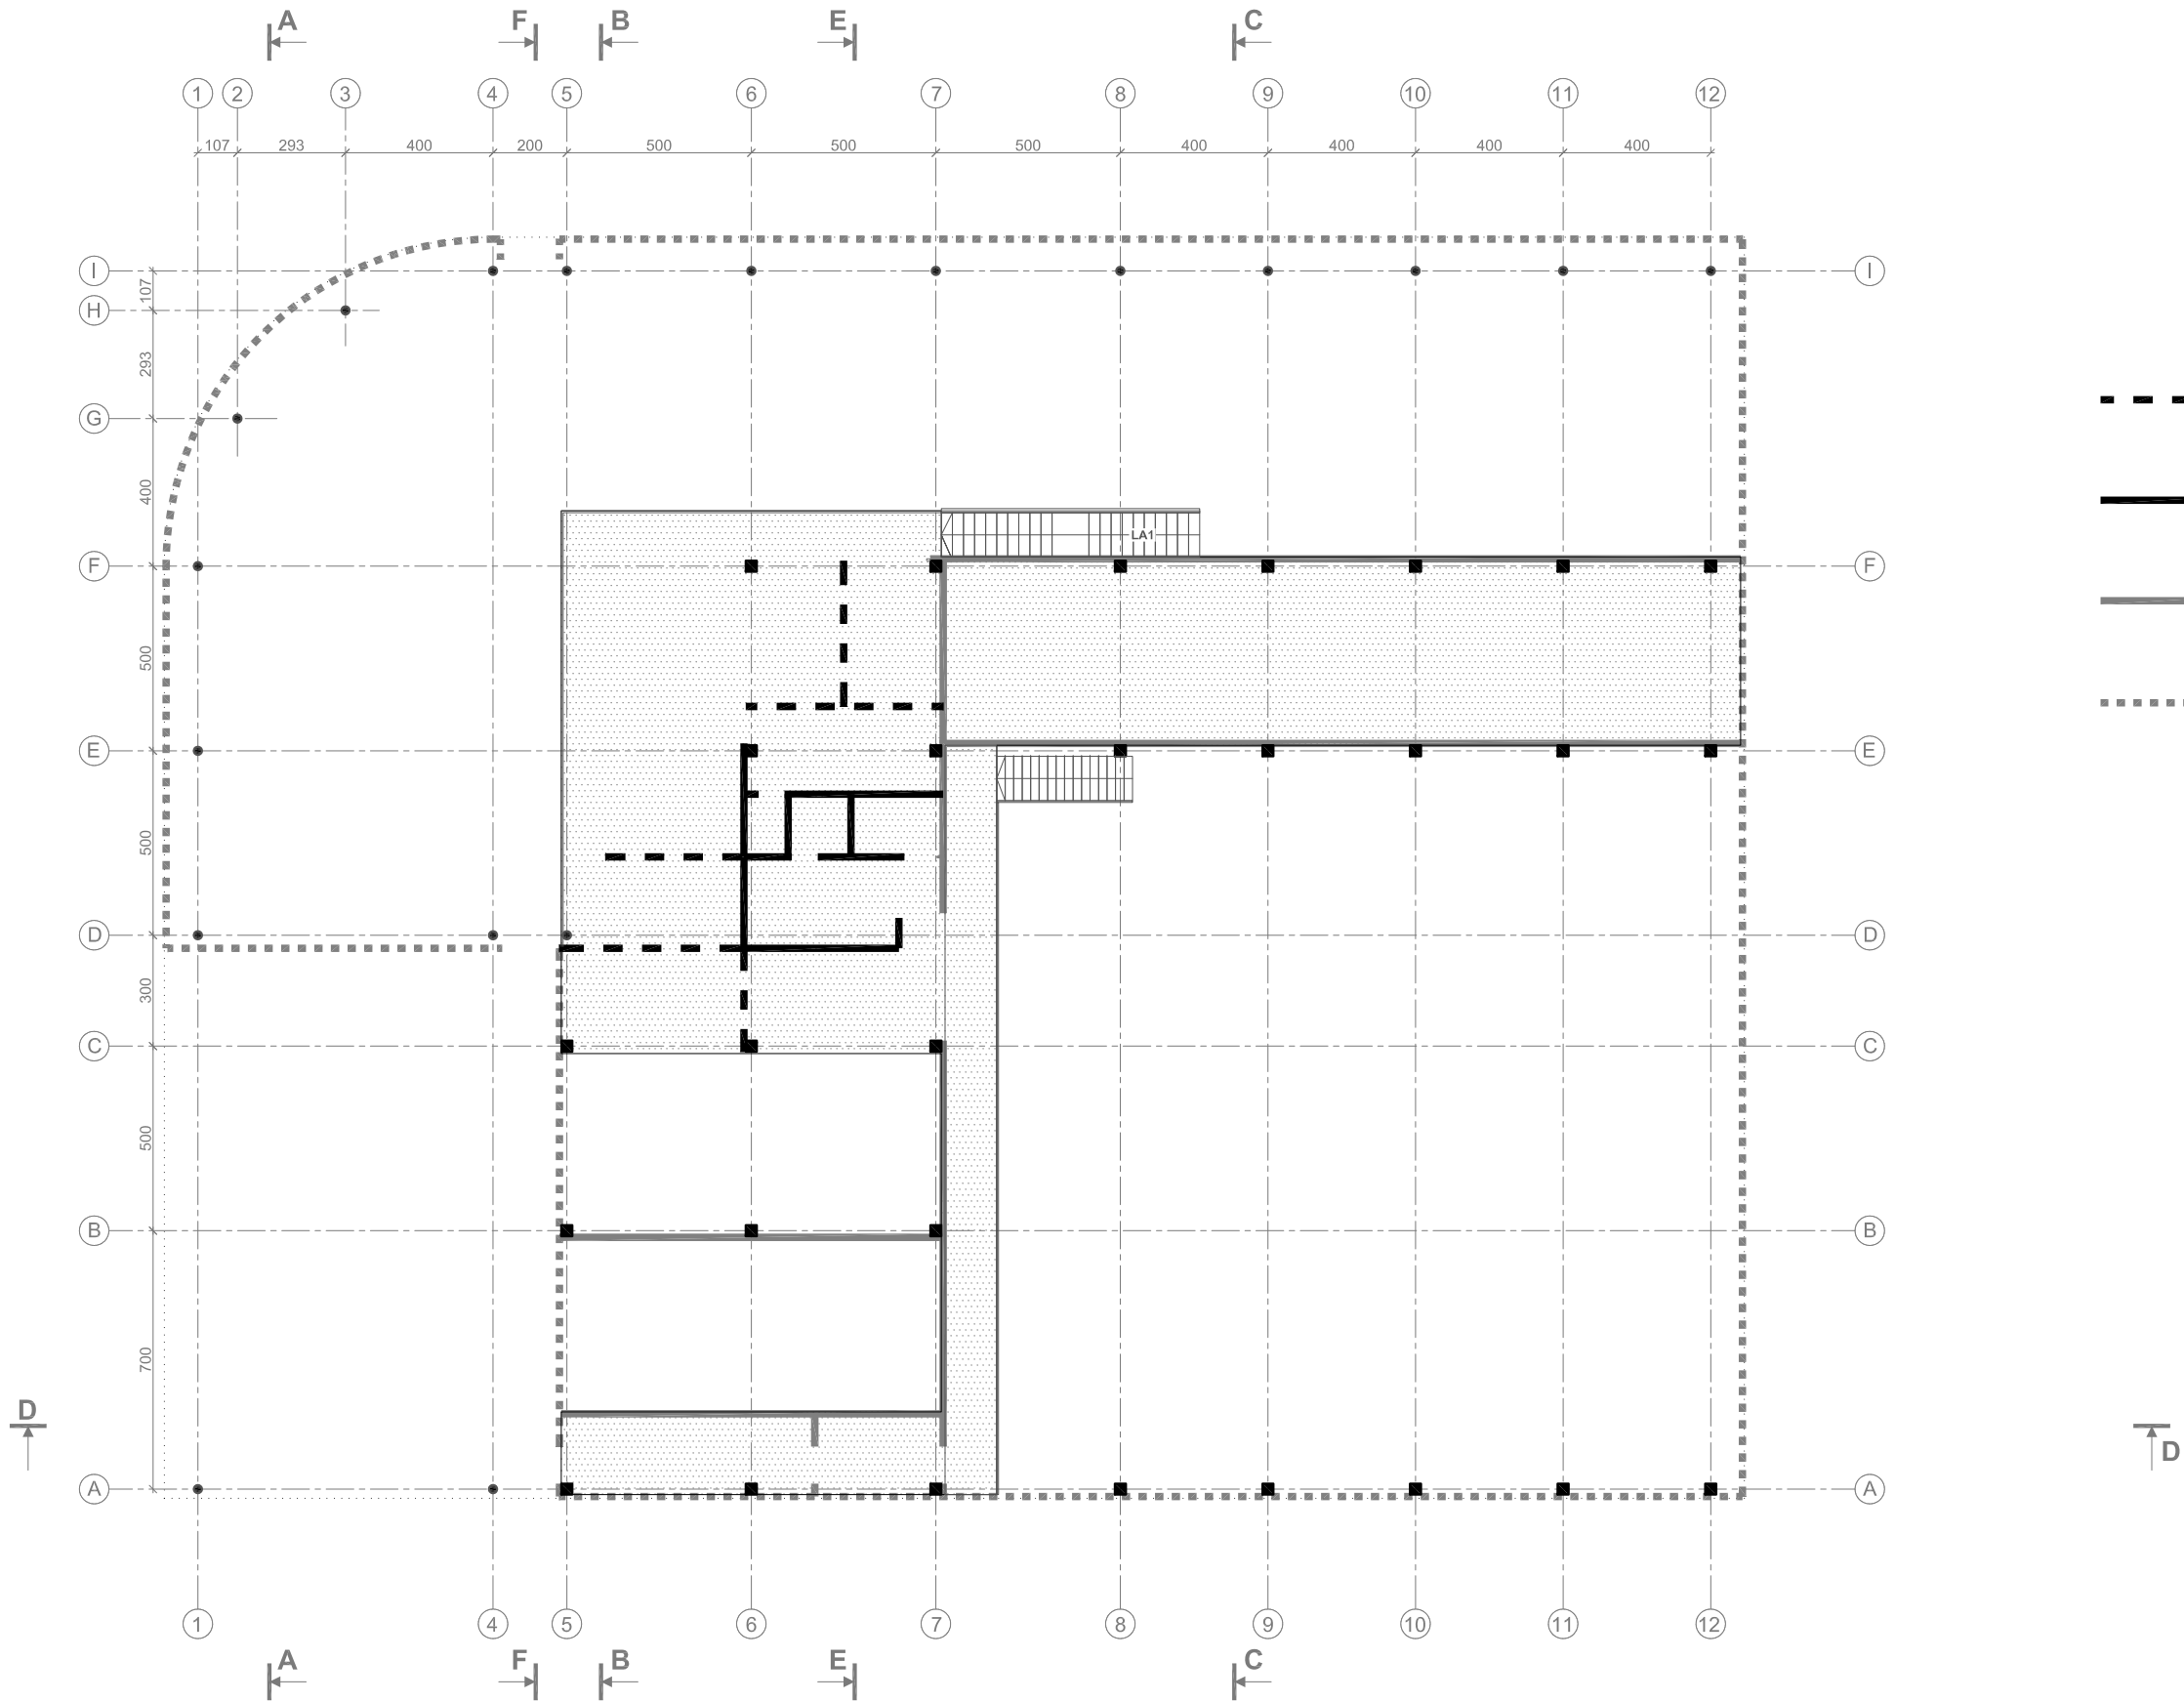 A F B E C
1 2 3 4 5 6 7 8 9 10 11 12
107 293 400 200 500 500 500 400 400 400 400
I I
107
H
293
G
400
LA1
F F
500
E E
500
D D
300
C C
500
B B
700
D D
A A
1 4 5 6 7 8 9 10 11 12
A F B E C